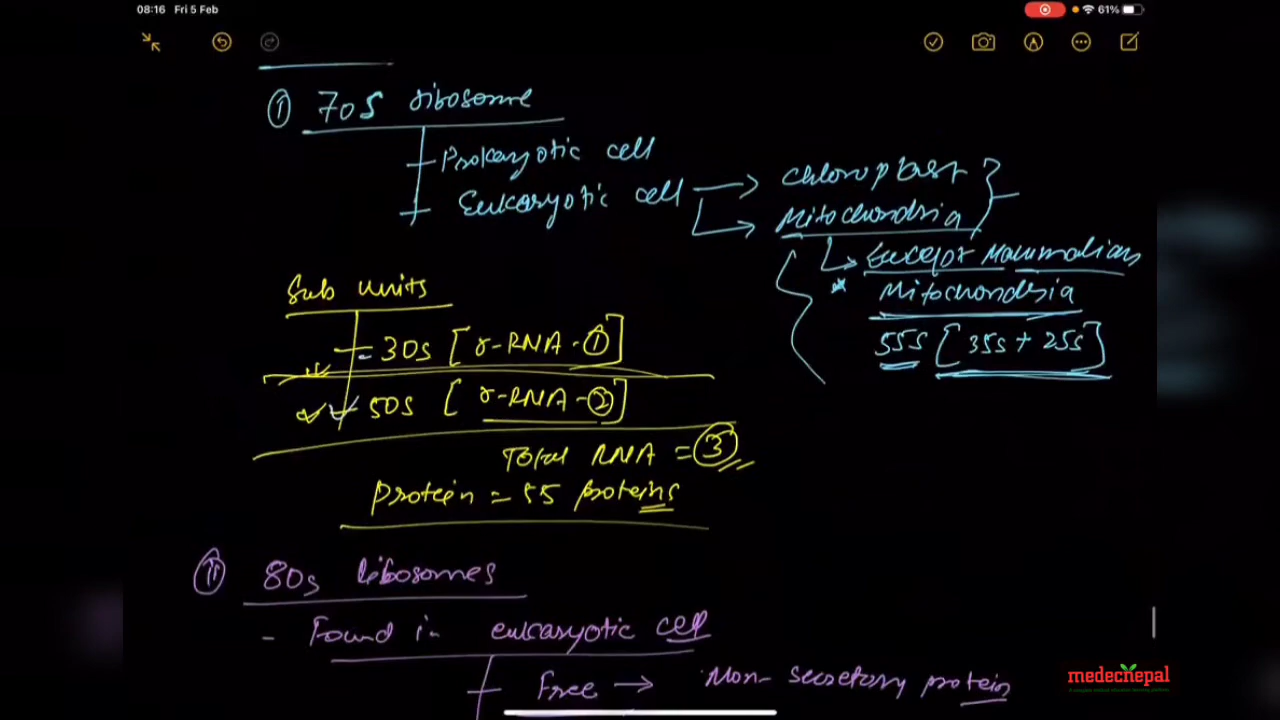 08:16 Fri 5 Feb
61%
① 70S ribosome
Prokaryotic cell
Eukaryotic cell → Chloroplast
→ Mitochondria
→ Except Mammalian
* Mitochondria
55s [35s + 25s]
Sub units
- 30s [r-RNA-①]
50s [r-RNA-②]
Total RNA = ③
Protein = 55 proteins
Ⅱ 80s ribosomes
- Found in eukaryotic cell
Free → Non-secretory protein
medecnepal